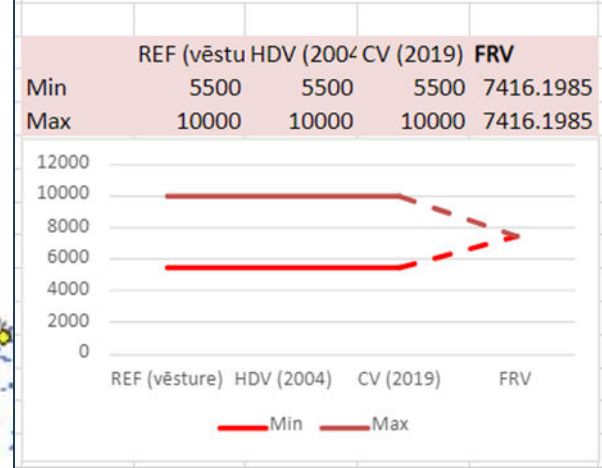 REF (vēstu HDV (2004 CV (2019) FRV
Min 5500 5500 5500 7416.1985
Max 10000 10000 10000 7416.1985
12000
10000
8000
6000
4000
2000
0
REF (vēsture) HDV (2004) CV (2019) FRV
Min Max